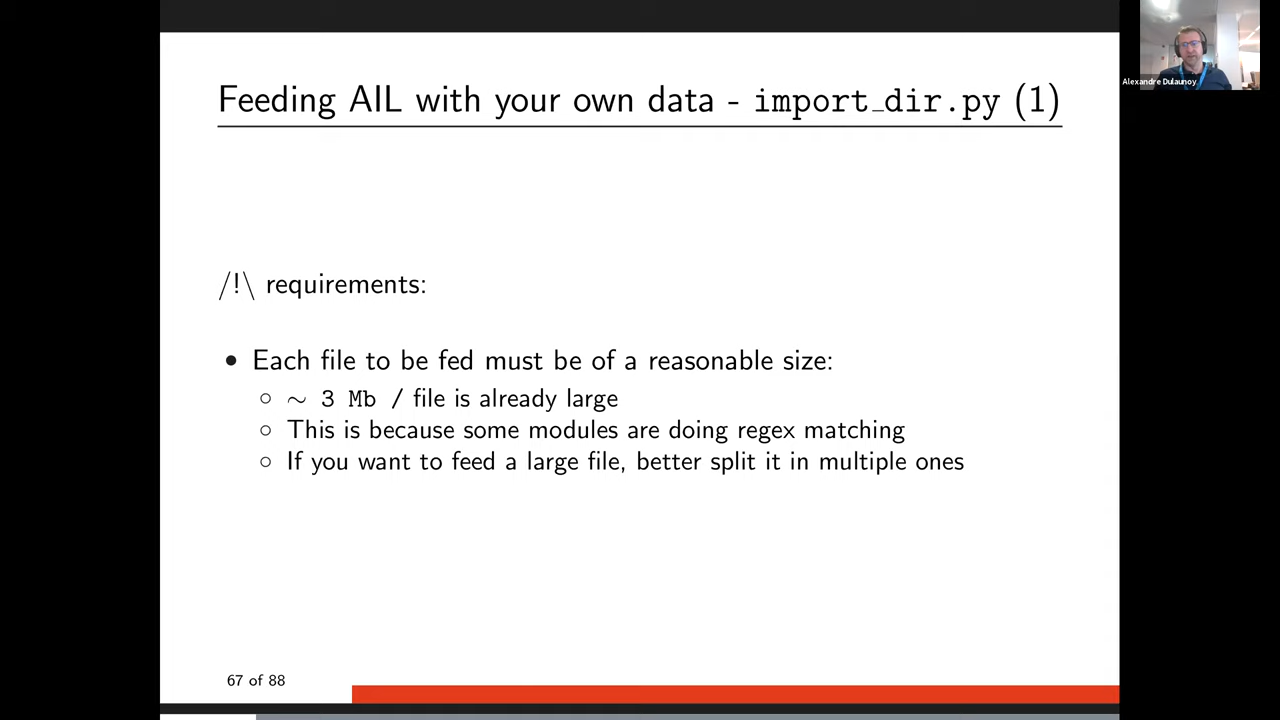 Feeding AIL with your own data - import_dir.py (1)
Alexandre Dulaunoy
/!\ requirements:
• Each file to be fed must be of a reasonable size:
○ ∼ 3 Mb / file is already large
○ This is because some modules are doing regex matching
○ If you want to feed a large file, better split it in multiple ones
67 of 88